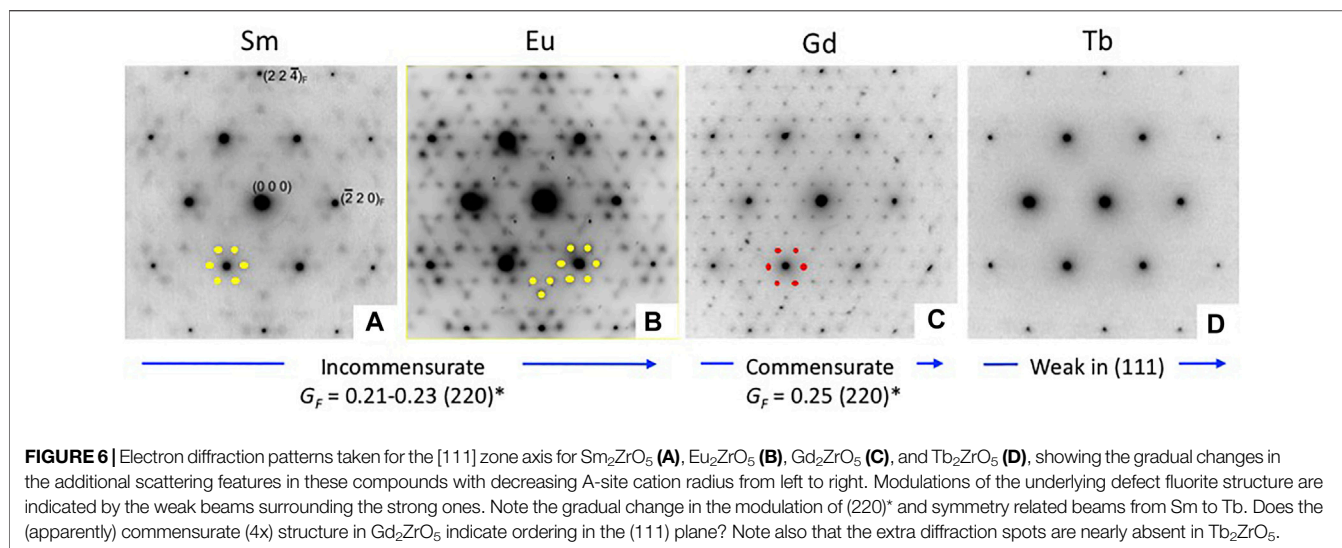 Sm Eu Gd Tb
(2 2 4̅)F
(0 0 0)
(2̅ 2 0)F
A B C D
Incommensurate Commensurate Weak in (111)
GF = 0.21-0.23 (220)* GF = 0.25 (220)*
FIGURE 6 | Electron diffraction patterns taken for the [111] zone axis for Sm2ZrO5 (A), Eu2ZrO5 (B), Gd2ZrO5 (C), and Tb2ZrO5 (D), showing the gradual changes in
the additional scattering features in these compounds with decreasing A-site cation radius from left to right. Modulations of the underlying defect fluorite structure are
indicated by the weak beams surrounding the strong ones. Note the gradual change in the modulation of (220)* and symmetry related beams from Sm to Tb. Does the
(apparently) commensurate (4x) structure in Gd2ZrO5 indicate ordering in the (111) plane? Note also that the extra diffraction spots are nearly absent in Tb2ZrO5.